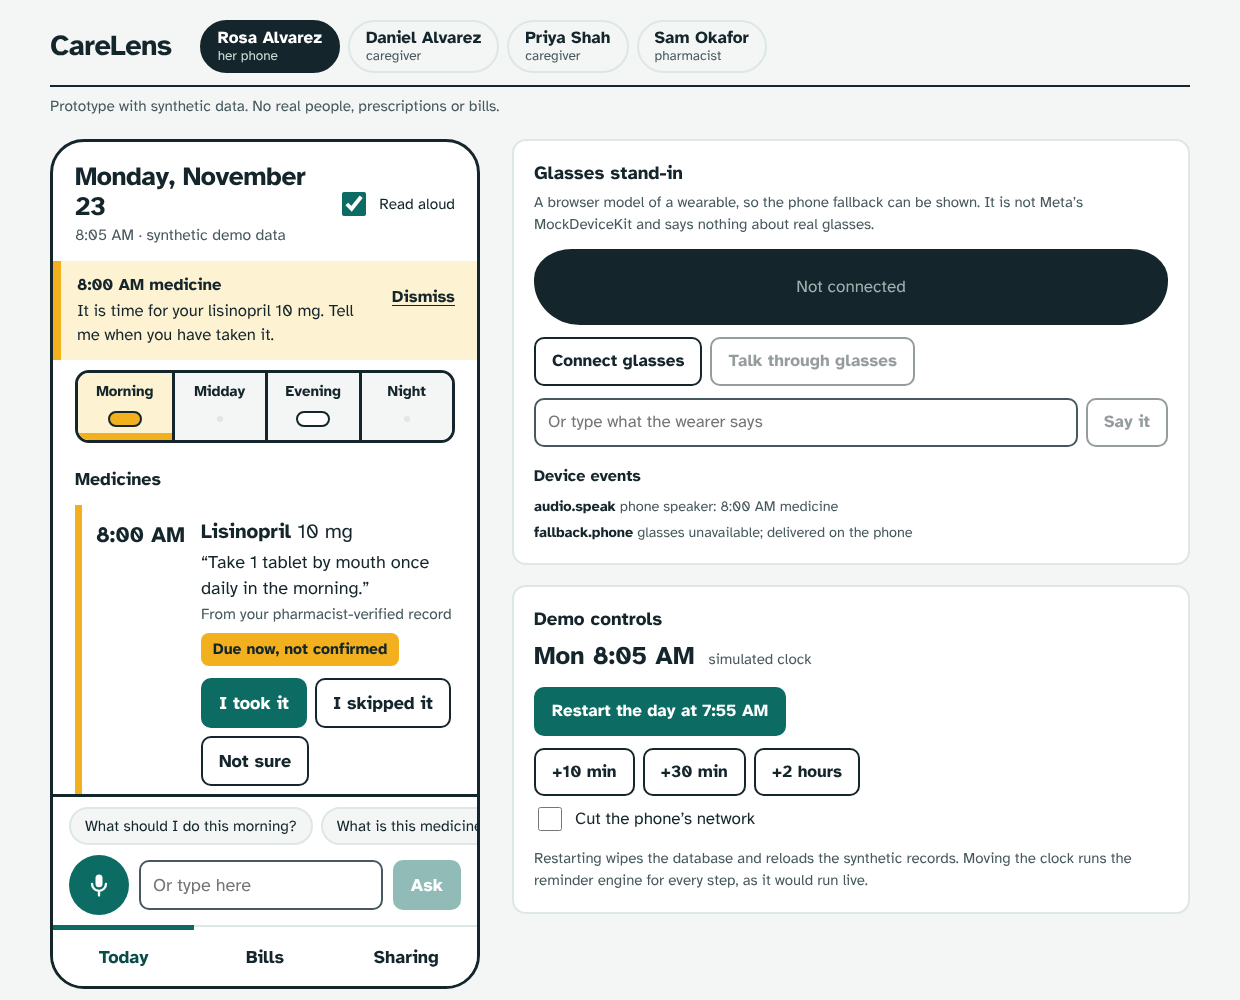 CareLens
Rosa Alvarez
her phone
Daniel Alvarez
caregiver
Priya Shah
caregiver
Sam Okafor
pharmacist
Prototype with synthetic data. No real people, prescriptions or bills.
Monday, November
23
8:05 AM · synthetic demo data
Read aloud
8:00 AM medicine
It is time for your lisinopril 10 mg. Tell
me when you have taken it.
Dismiss
Morning
Midday
Evening
Night
Medicines
8:00 AM
Lisinopril 10 mg
“Take 1 tablet by mouth once
daily in the morning.”
From your pharmacist-verified record
Due now, not confirmed
I took it
I skipped it
Not sure
What should I do this morning?
What is this medicine
Or type here
Ask
Today
Bills
Sharing
Glasses stand-in
A browser model of a wearable, so the phone fallback can be shown. It is not Meta’s
MockDeviceKit and says nothing about real glasses.
Not connected
Connect glasses
Talk through glasses
Or type what the wearer says
Say it
Device events
audio.speak phone speaker: 8:00 AM medicine
fallback.phone glasses unavailable; delivered on the phone
Demo controls
Mon 8:05 AM simulated clock
Restart the day at 7:55 AM
+10 min
+30 min
+2 hours
Cut the phone’s network
Restarting wipes the database and reloads the synthetic records. Moving the clock runs the
reminder engine for every step, as it would run live.